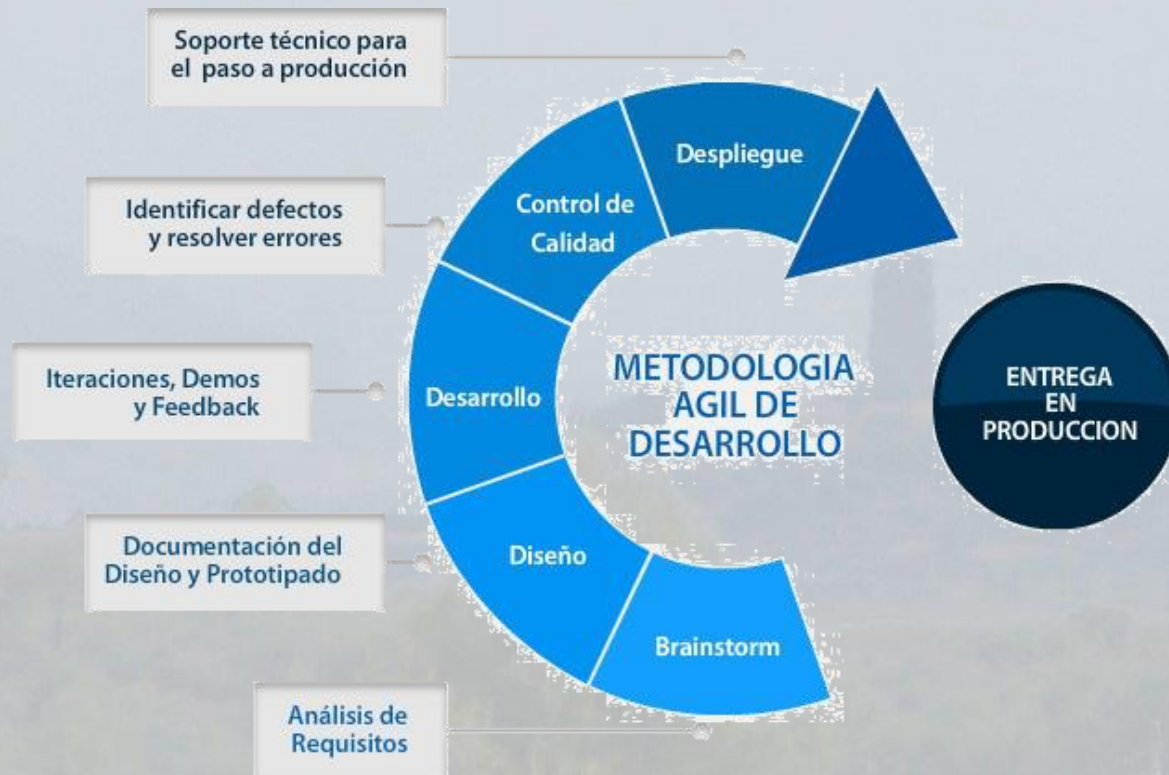 Soporte técnico para
el paso a producción
Despliegue
Identificar defectos
y resolver errores
Control de
Calidad
Iteraciones, Demos
y Feedback
Desarrollo
METODOLOGIA
AGIL DE
DESARROLLO
ENTREGA
EN
PRODUCCION
Documentación del
Diseño y Prototipado
Diseño
Brainstorm
Análisis de
Requisitos